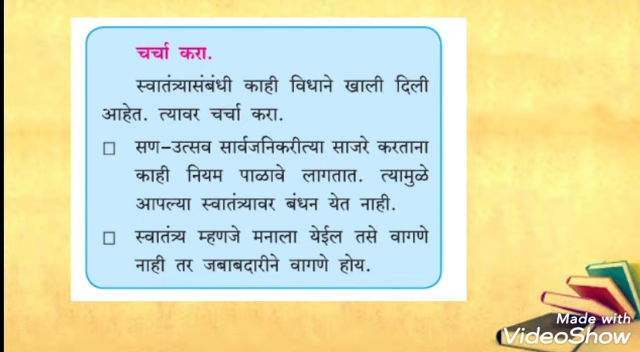 चर्चा करा.
स्वातंत्र्यासंबंधी काही विधाने खाली दिली
आहेत. त्यावर चर्चा करा.
□ सण-उत्सव सार्वजनिकरीत्या साजरे करताना
काही नियम पाळावे लागतात. त्यामुळे
आपल्या स्वातंत्र्यावर बंधन येत नाही.
□ स्वातंत्र्य म्हणजे मनाला येईल तसे वागणे
नाही तर जबाबदारीने वागणे होय.
Made with
VideoShow